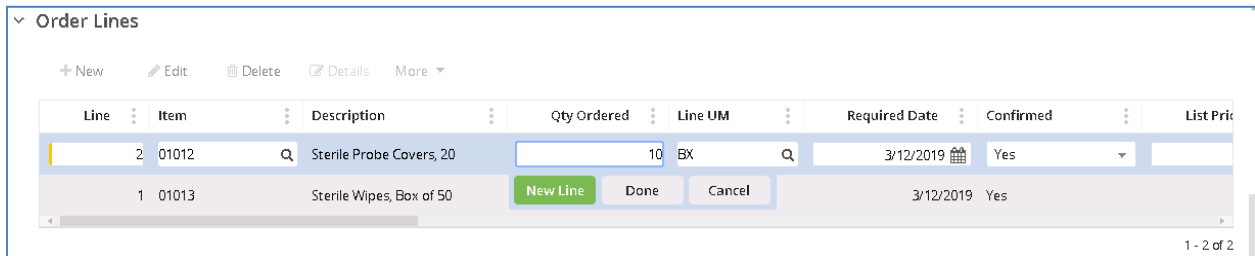 Order Lines
New Edit Delete Details More
Line Item Description Qty Ordered Line UM Required Date Confirmed List Pric
2 01012 Sterile Probe Covers, 20 10 BX 3/12/2019 Yes
1 01013 Sterile Wipes, Box of 50 3/12/2019 Yes
New Line Done Cancel
1 - 2 of 2